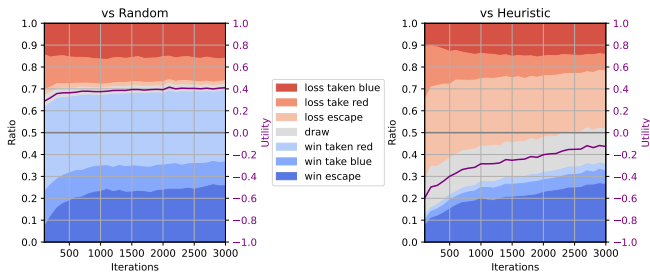 vs Random
1.0
0.9
0.8
0.7
0.6
0.5
0.4
0.3
0.2
0.1
0.0
Ratio
500 1000 1500 2000 2500 3000
Iterations
1.0
0.8
0.6
0.4
0.2
0.0
−0.2
−0.4
−0.6
−0.8
−1.0
Utility
loss taken blue
loss take red
loss escape
draw
win taken red
win take blue
win escape
vs Heuristic
1.0
0.9
0.8
0.7
0.6
0.5
0.4
0.3
0.2
0.1
0.0
Ratio
500 1000 1500 2000 2500 3000
Iterations
1.0
0.8
0.6
0.4
0.2
0.0
−0.2
−0.4
−0.6
−0.8
−1.0
Utility